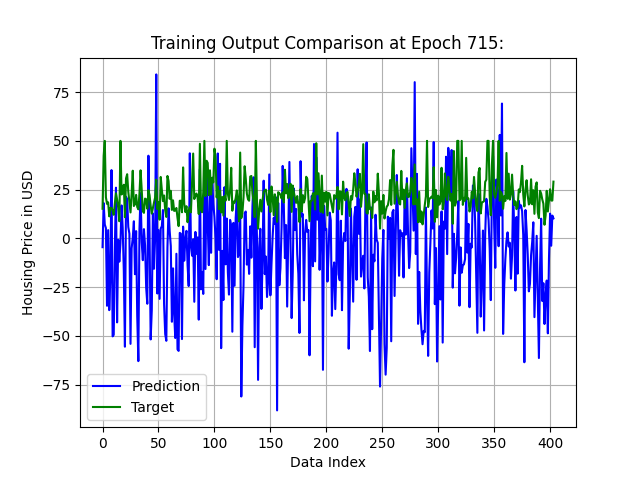 Training Output Comparison at Epoch 715:
75
50
25
0
−25
−50
−75
Housing Price in USD
Prediction
Target
0 50 100 150 200 250 300 350 400
Data Index